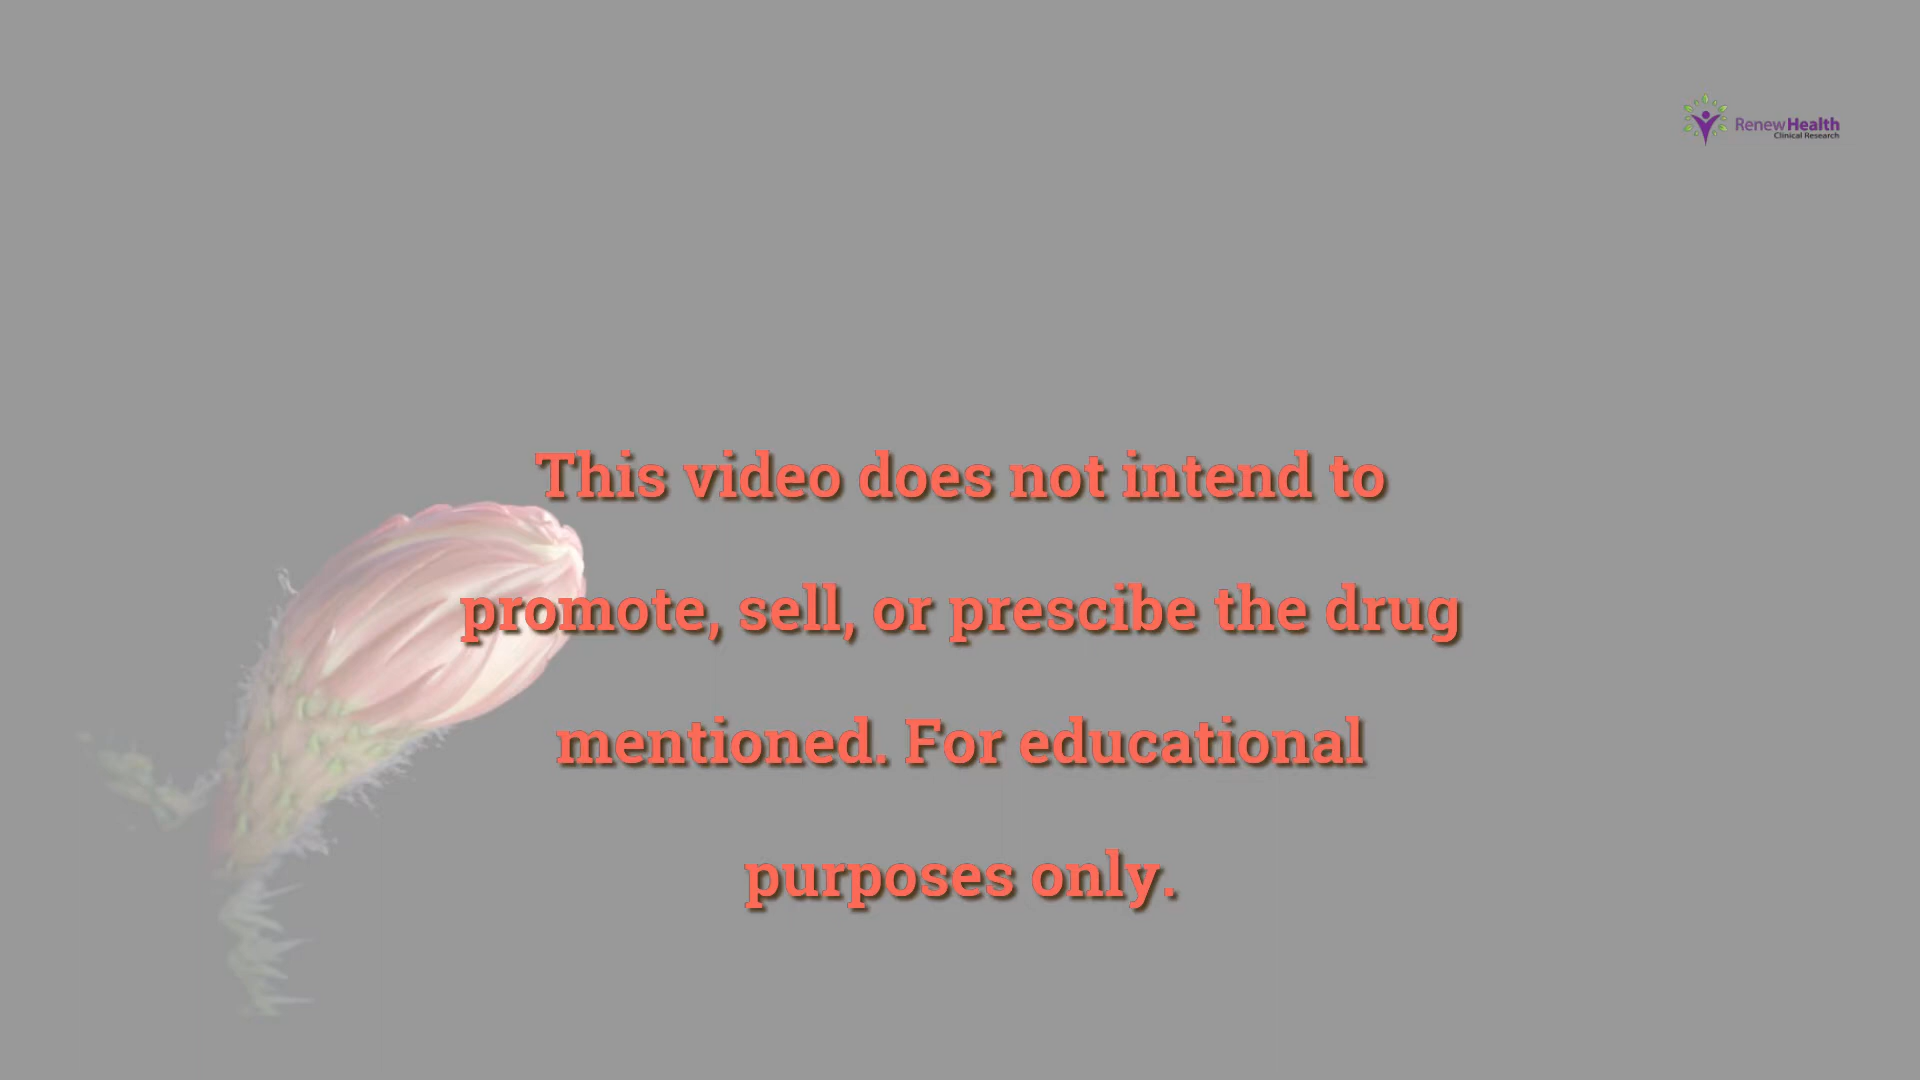 RenewHealth
Clinical Research
This video does not intend to
promote, sell, or prescibe the drug
mentioned. For educational
purposes only.